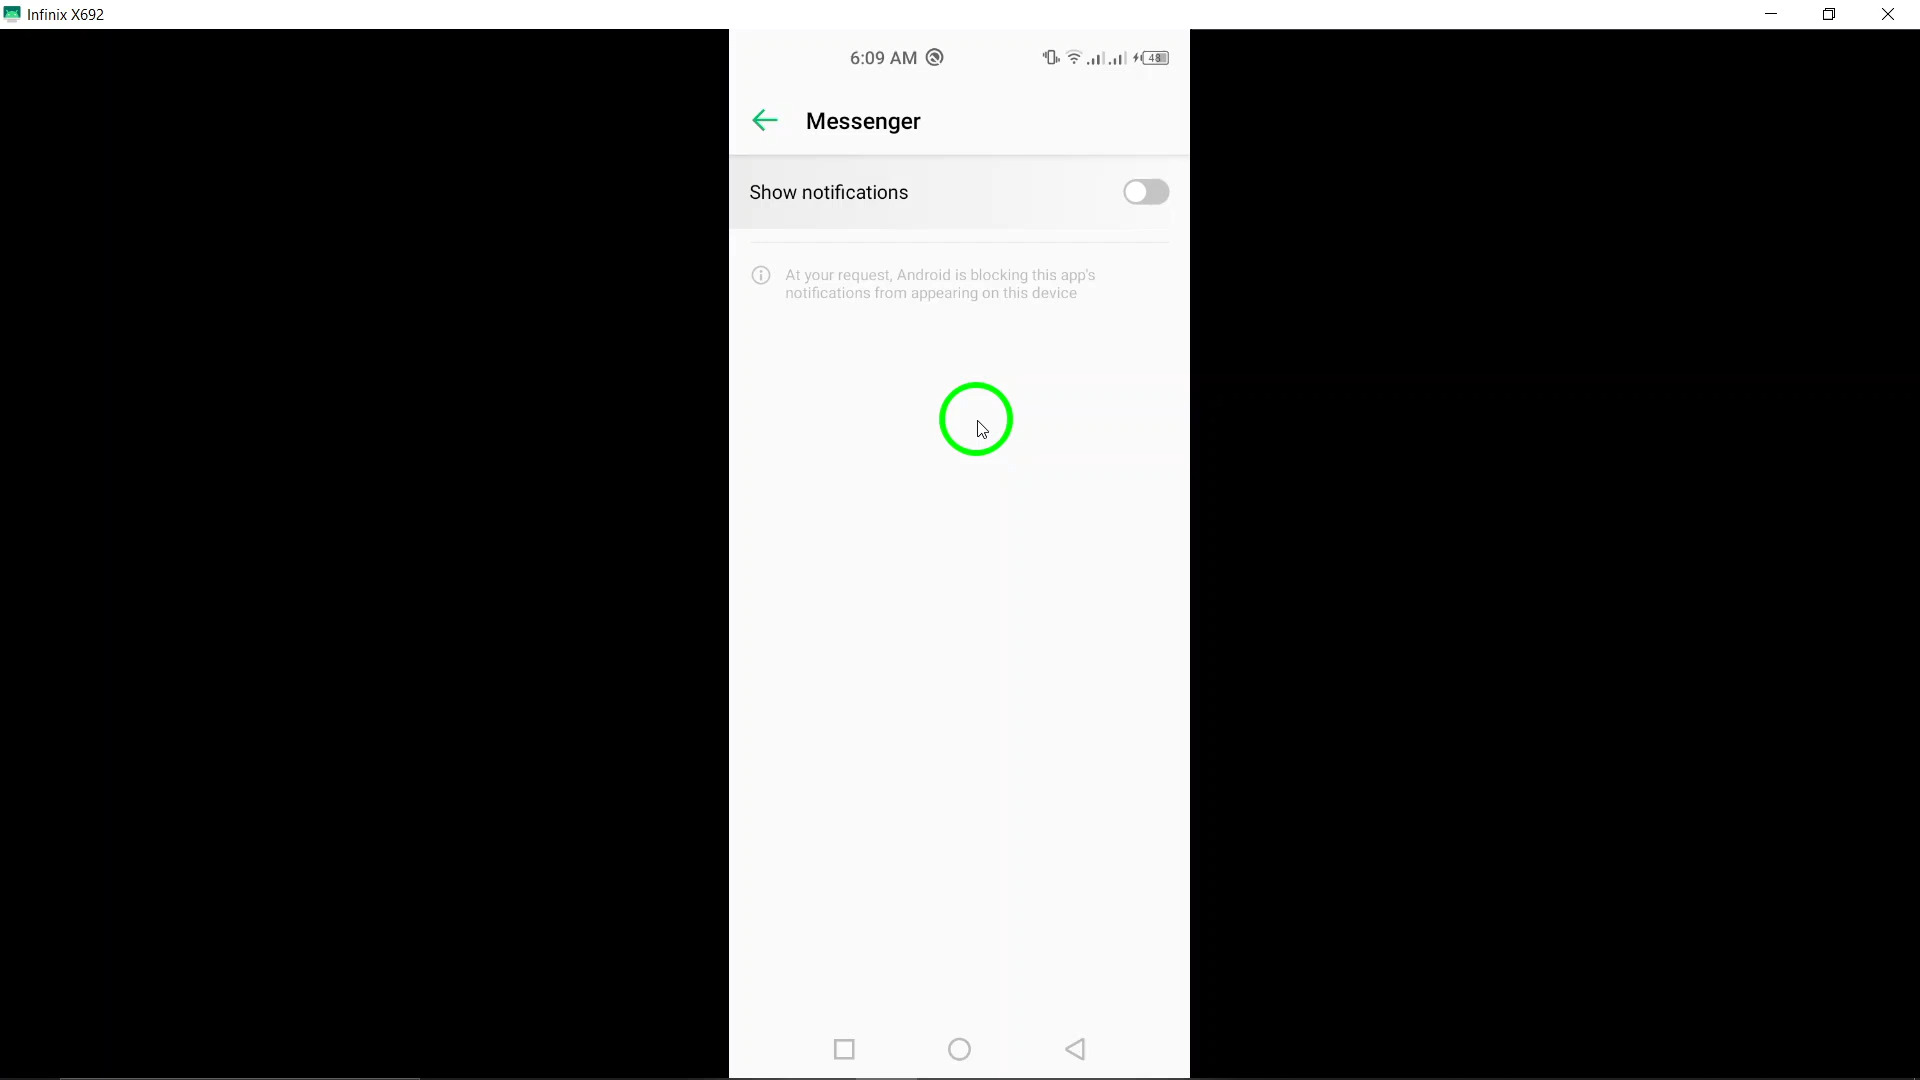 Infinix X692
6:09 AM
48
Messenger
Show notifications
At your request, Android is blocking this app's
notifications from appearing on this device